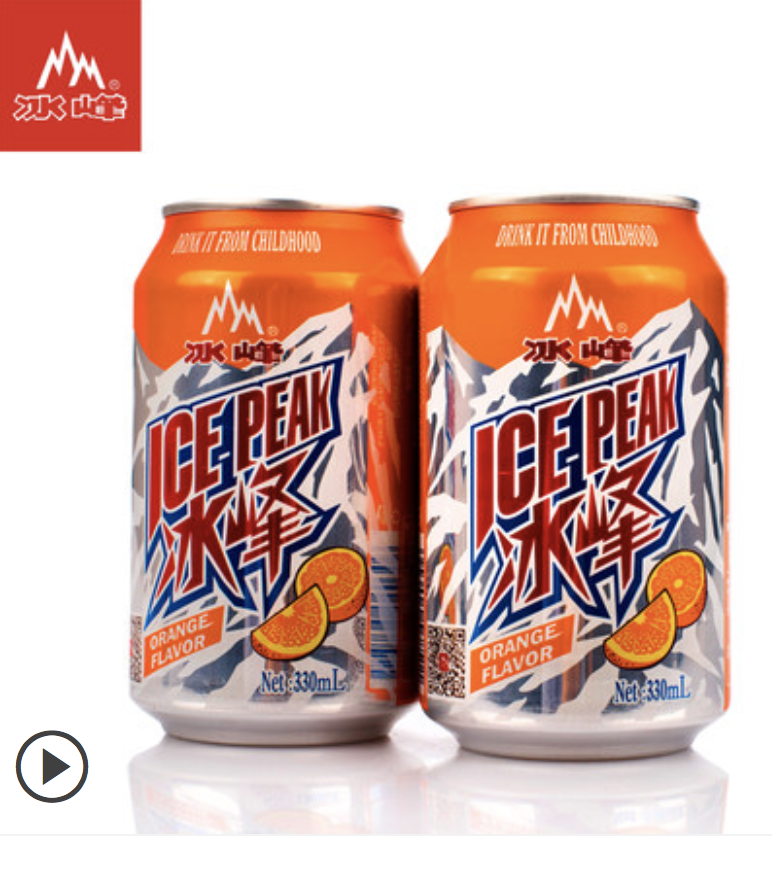 冰峰®
DRINK IT FROM CHILDHOOD
冰峰®
ICE PEAK
冰峰
ORANGE
FLAVOR
Net :330mL
DRINK IT FROM CHILDHOOD
冰峰®
ICE PEAK
冰峰
ORANGE
FLAVOR
Net :330mL